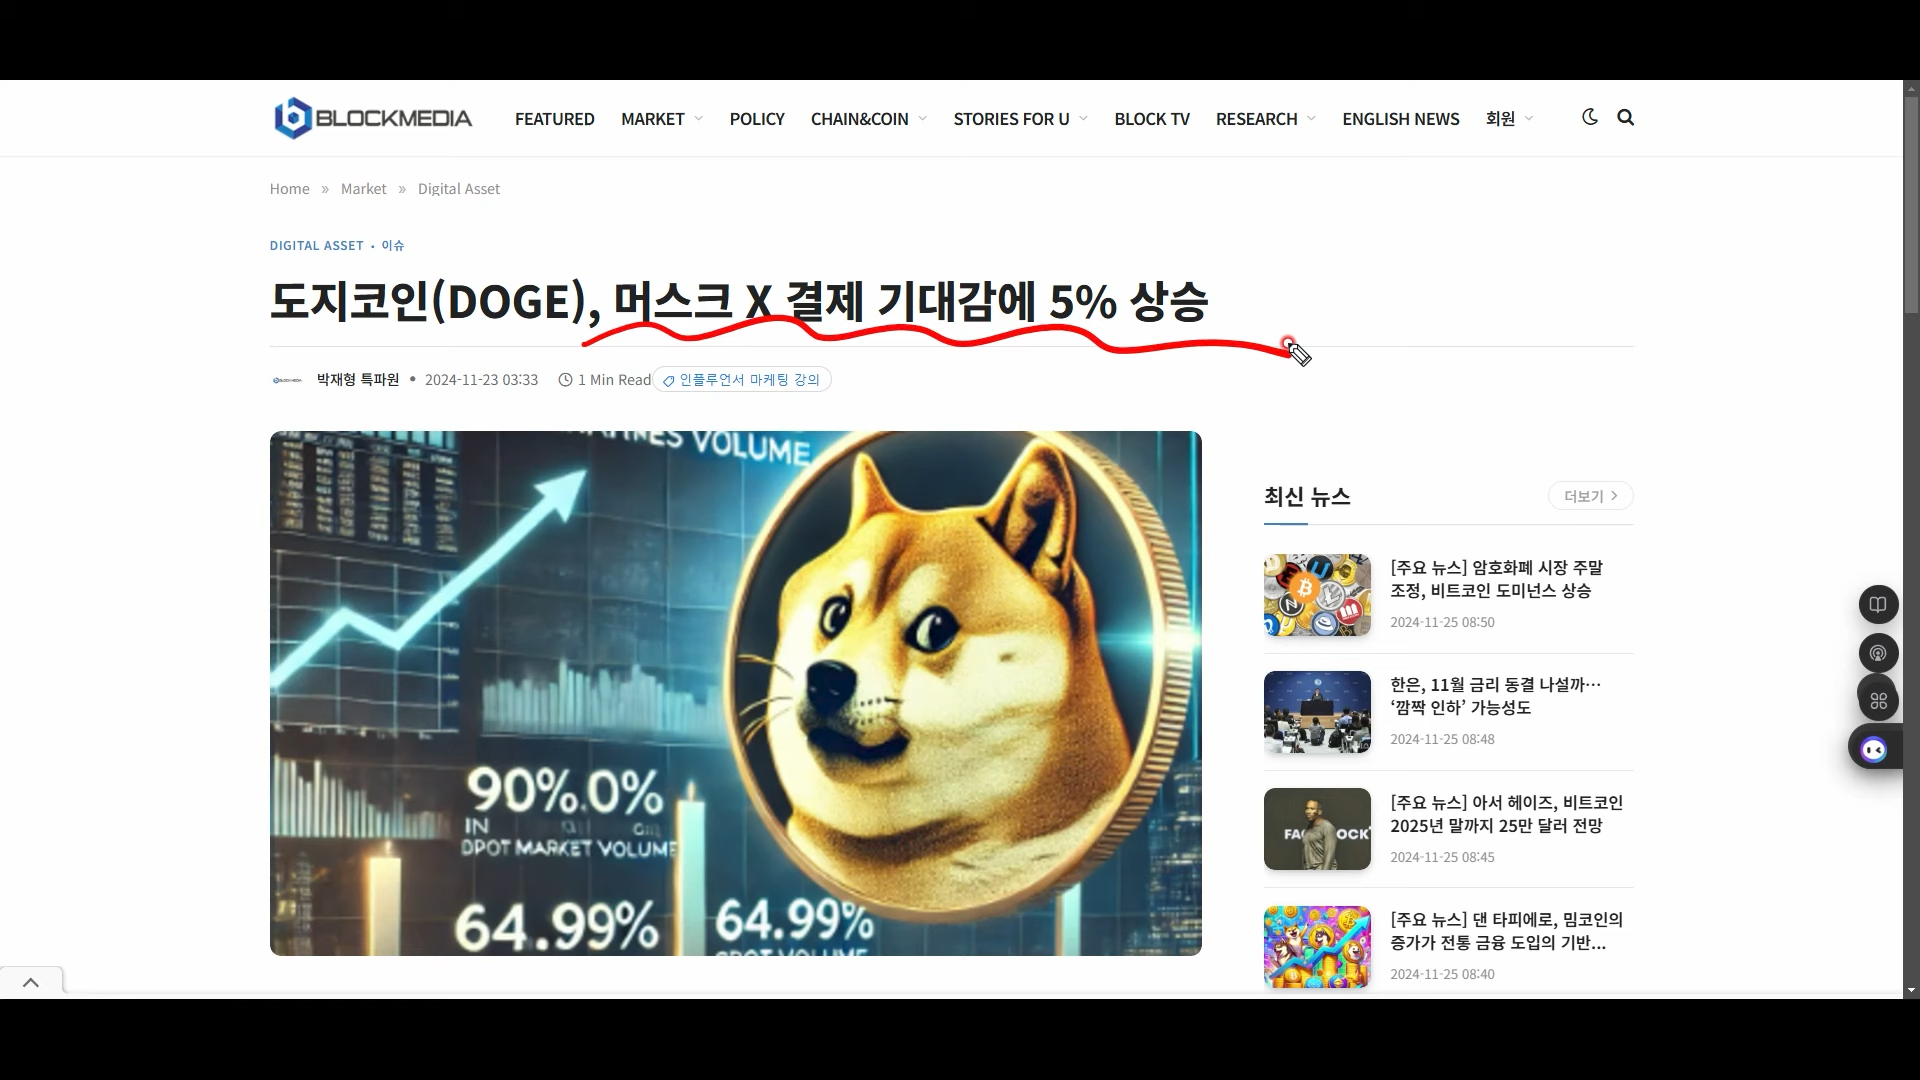 BLOCKMEDIA
FEATURED MARKET POLICY CHAIN&COIN STORIES FOR U BLOCK TV RESEARCH ENGLISH NEWS 회원
Home » Market » Digital Asset
DIGITAL ASSET • 이슈
도지코인(DOGE), 머스크 X 결제 기대감에 5% 상승
박재형 특파원 • 2024-11-23 03:33 1 Min Read 인플루언서 마케팅 강의
VOLUME
90%.0%
IN
MARKET VOLUME
64.99% 64.99%
최신 뉴스 더보기 >
[주요 뉴스] 암호화폐 시장 주말
조정, 비트코인 도미넌스 상승
2024-11-25 08:50
한은, 11월 금리 동결 나설까…
‘깜짝 인하’ 가능성도
2024-11-25 08:48
[주요 뉴스] 아서 헤이즈, 비트코인
2025년 말까지 25만 달러 전망
2024-11-25 08:45
[주요 뉴스] 댄 타피에로, 밈코인의
증가가 전통 금융 도입의 기반...
2024-11-25 08:40